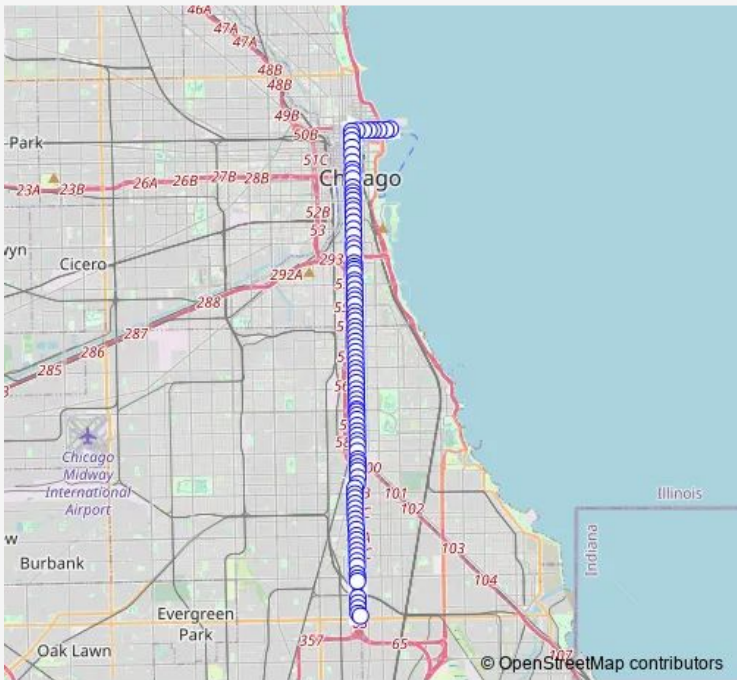 46A
47A
47A
48B
48B
49B
50B
-Park
51C
23A 23B 26A 26B 27B 28B
Chicago
52B
53
Cicero
293
292A
288
287
286
285
Chicago
Midway
International
Airport
101
102
Illinois
Indiana
103
104
Burbank
Evergreen
Park
357
65
Oak Lawn
107
© OpenStreetMap contributors